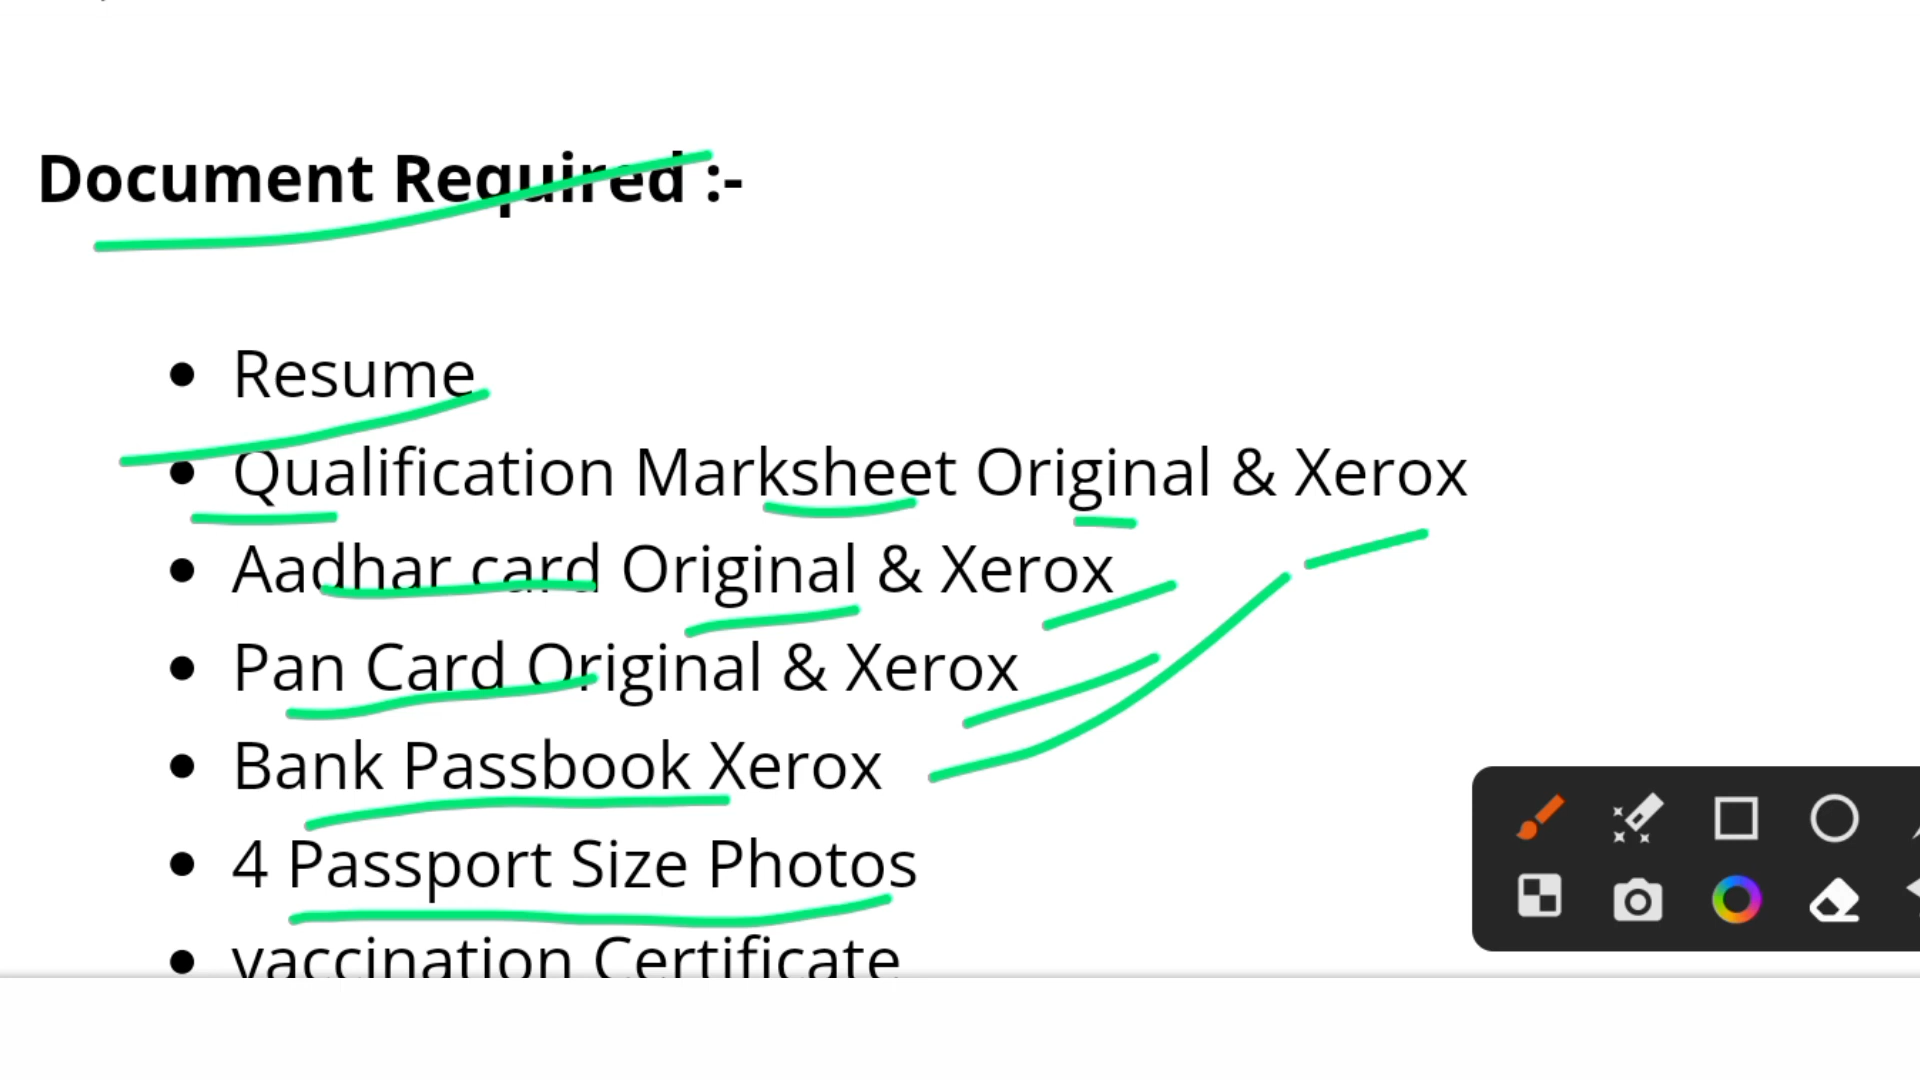 Document Required :-
Resume
Qualification Marksheet Original & Xerox
Aadhar card Original & Xerox
Pan Card Original & Xerox
Bank Passbook Xerox
4 Passport Size Photos
vaccination Certificate